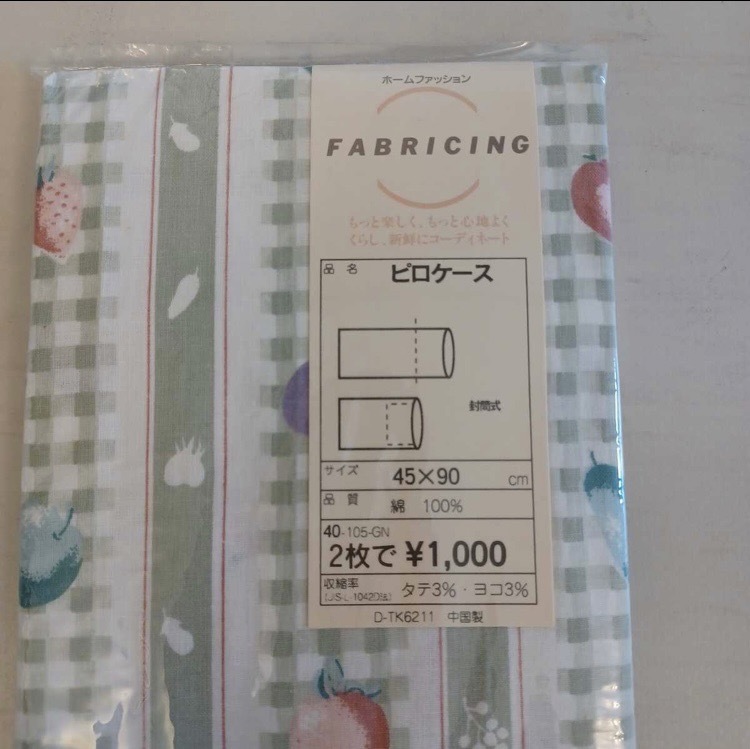 ホームファッション
FABRICING
もっと楽しく、もっと心地よく
くらし、新鮮にコーディネート
品名 ピロケース
封筒式
サイズ 45×90 cm
品質 綿 100%
40-105-GN
2枚で ¥1,000
収縮率
(JIS-L-1042D法) タテ3%・ヨコ3%
D-TK6211 中国製